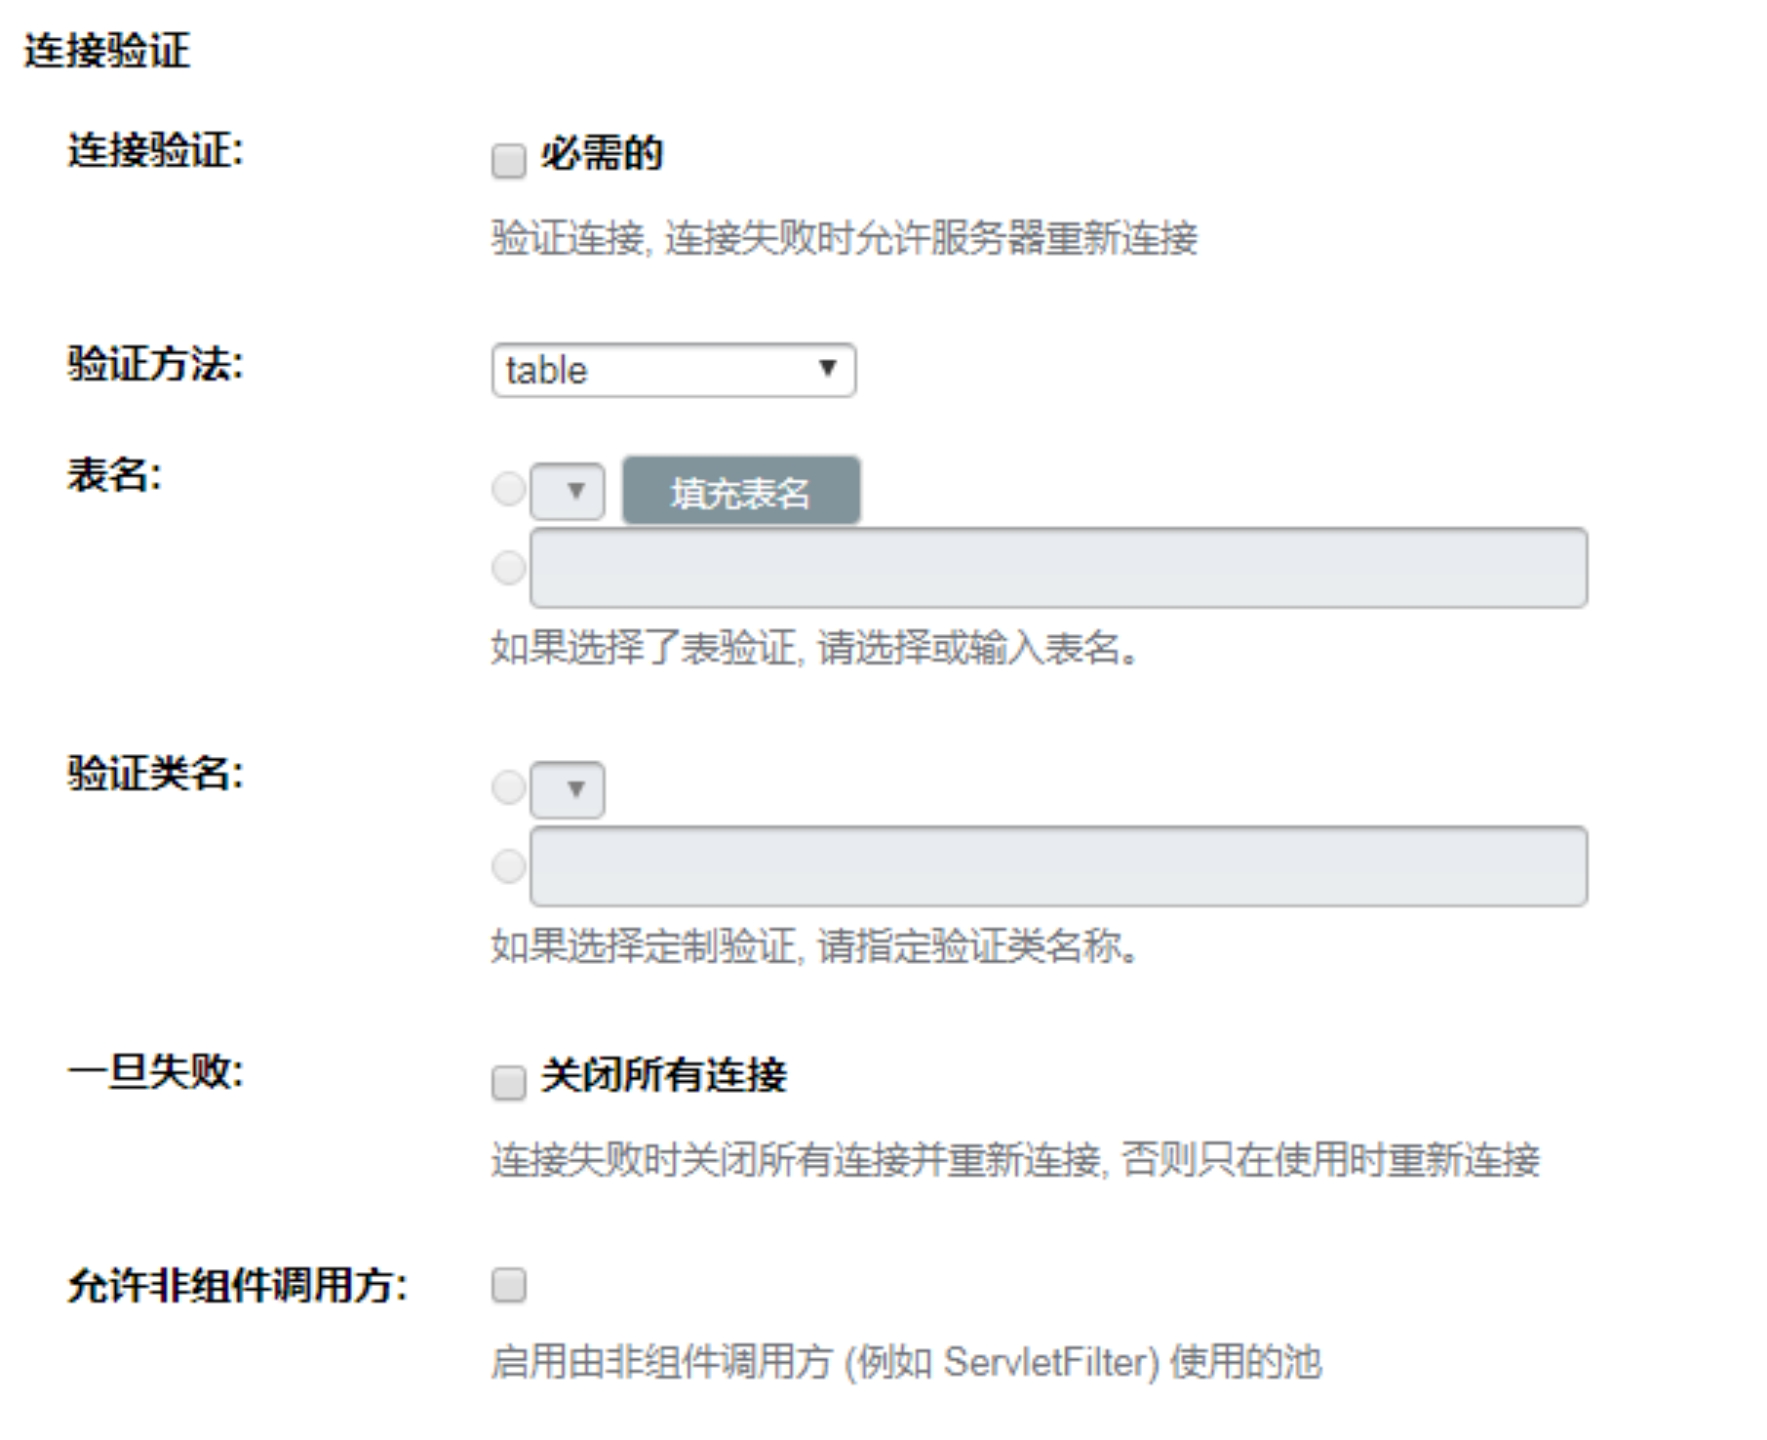 连接验证
连接验证:
必需的
验证连接, 连接失败时允许服务器重新连接
验证方法:
table
表名:
填充表名
如果选择了表验证, 请选择或输入表名。
验证类名:
如果选择定制验证, 请指定验证类名称。
一旦失败:
关闭所有连接
连接失败时关闭所有连接并重新连接, 否则只在使用时重新连接
允许非组件调用方:
启用由非组件调用方 (例如 ServletFilter) 使用的池